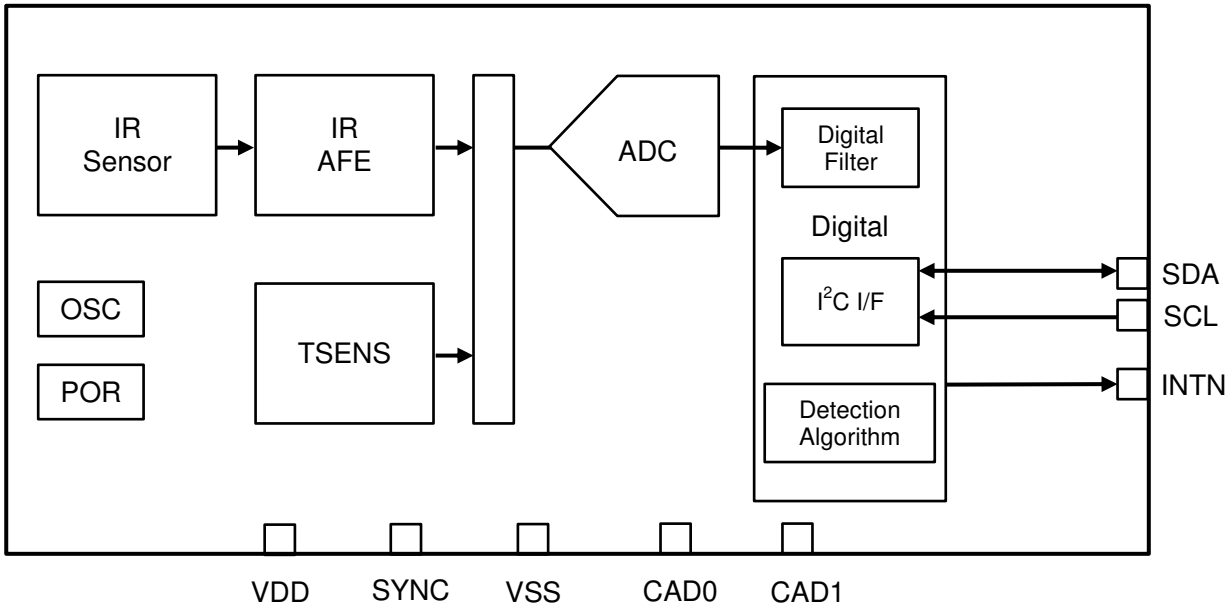 IR
Sensor
IR
AFE
ADC
Digital
Filter
Digital
I²C I/F
SDA
SCL
OSC
TSENS
POR
INTN
Detection
Algorithm
VDD
SYNC
VSS
CAD0
CAD1